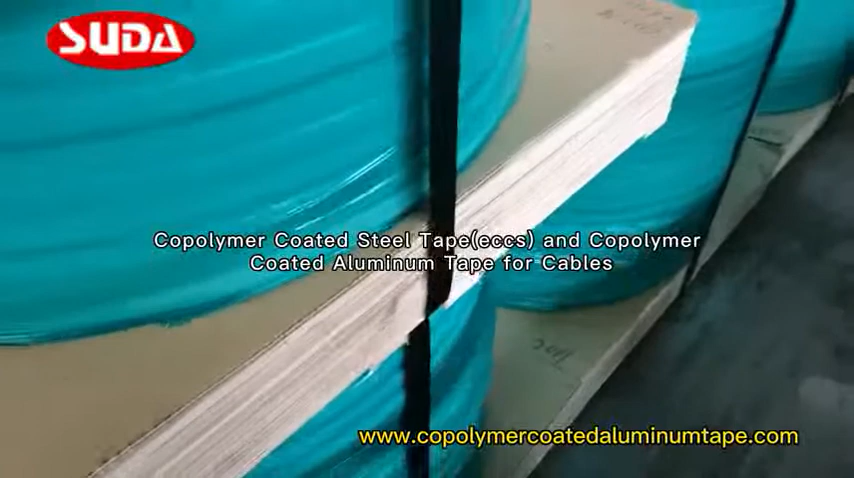 SUDA
Copolymer Coated Steel Tape(eccs) and Copolymer
Coated Aluminum Tape for Cables
www.copolymercoatedaluminumtape.com